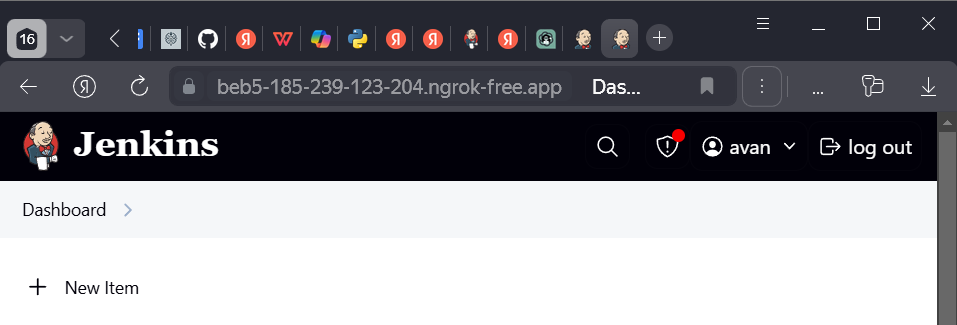 16
beb5-185-239-123-204.ngrok-free.app Das...
Jenkins avan log out
Dashboard
New Item